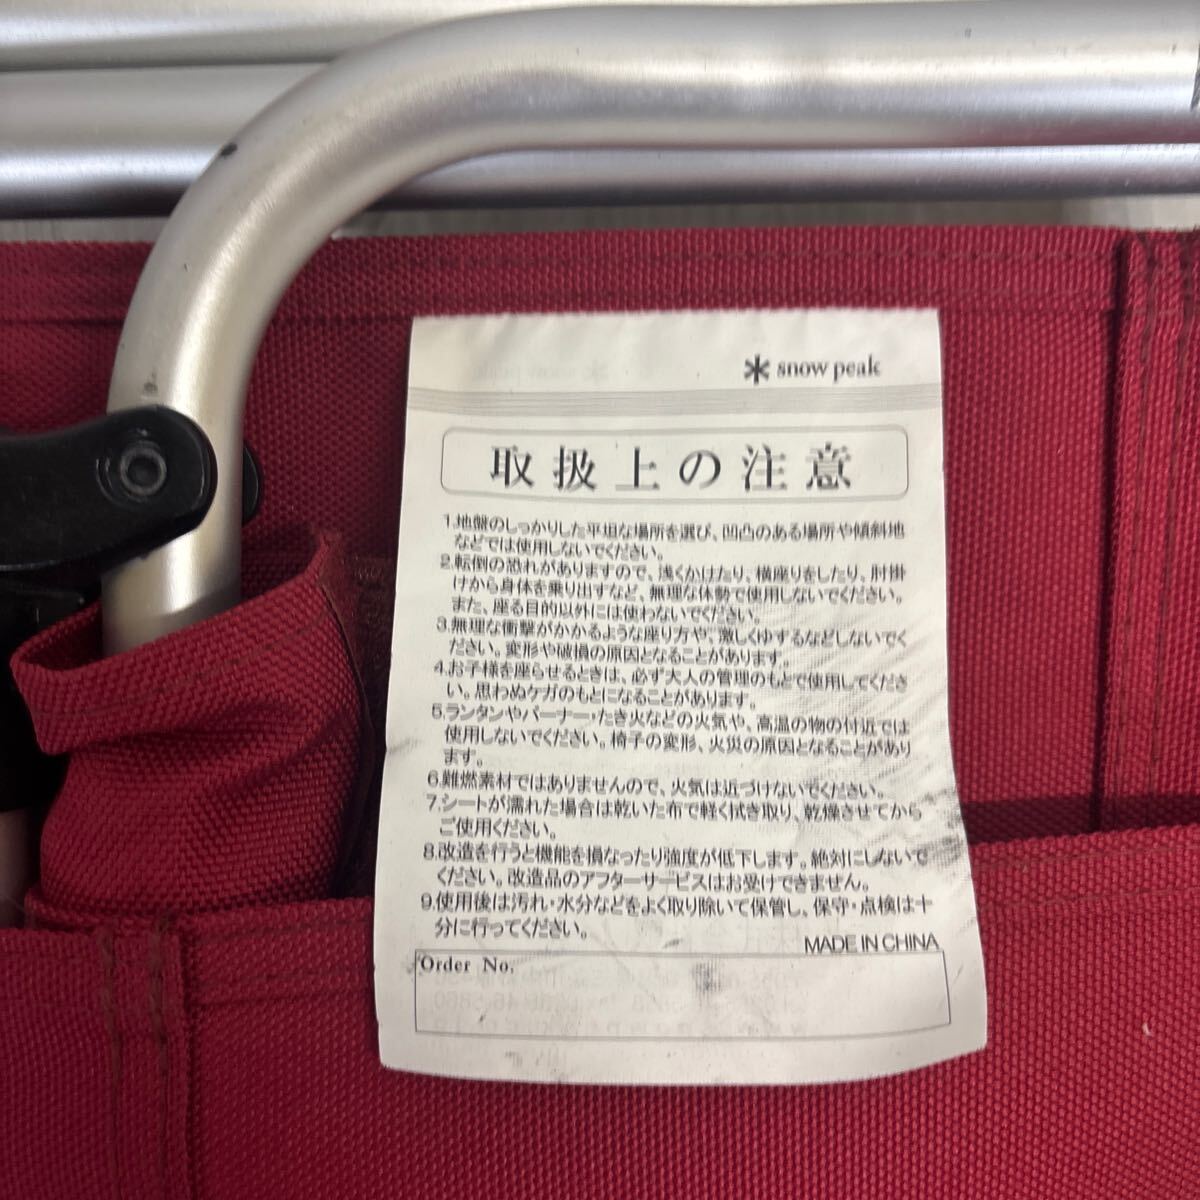 snow peak
取扱上の注意
1.地盤のしっかりした平坦な場所を選び、凹凸のある場所や傾斜地
などでは使用しないでください。
2.転倒の恐れがありますので、浅くかけたり、横座りをしたり、肘掛
けから身体を乗り出すなど、無理な体勢で使用しないでください。
また、座る目的以外には使わないでください。
3.無理な衝撃がかかるような座り方や、激しくゆするなどしないでく
ださい。変形や破損の原因となることがあります。
4.お子様を座らせるときは、必ず大人の管理のもとで使用してくださ
い。思わぬケガのもとになることがあります。
5.ランタンやバーナー・たき火などの火気や、高温の物の付近では
使用しないでください。椅子の変形、火災の原因となることがあり
ます。
6.難燃素材ではありませんので、火気は近づけないでください。
7.シートが濡れた場合は乾いた布で軽く拭き取り、乾燥させてから
ご使用ください。
8.改造を行うと機能を損なったり強度が低下します。絶対にしないで
ください。改造品のアフターサービスはお受けできません。
9.使用後は汚れ・水分などをよく取り除いて保管し、保守・点検は十
分に行ってください。
MADE IN CHINA
Order No.